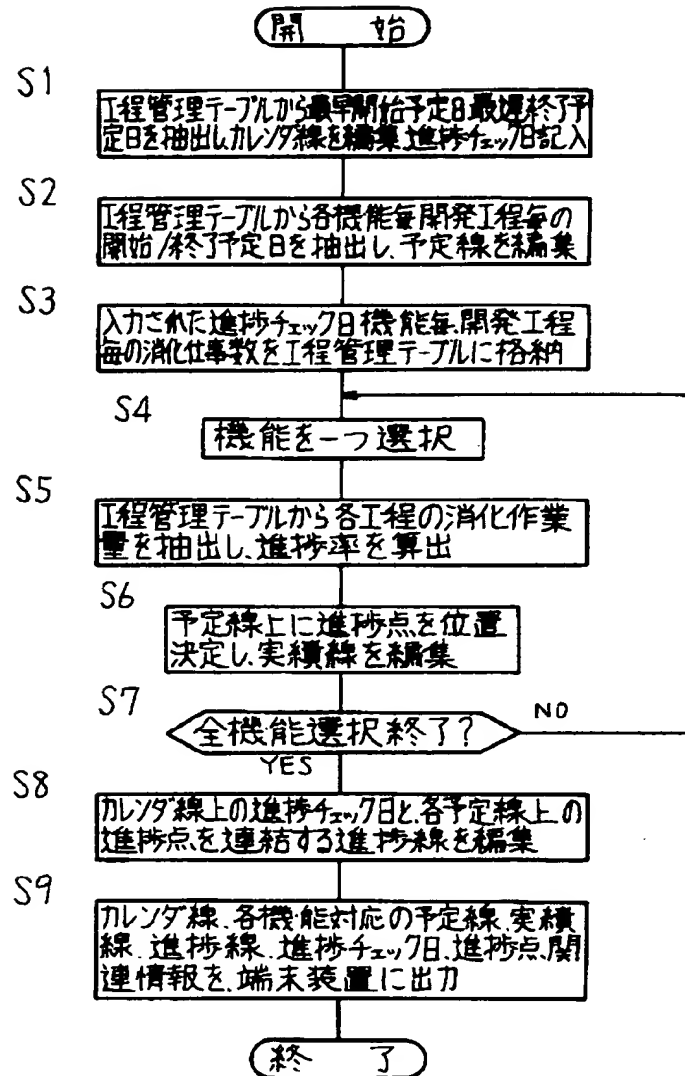 開 始
S1
工程管理テーブルから最早開始予定日最遅終了予
定日を抽出しカレンダ線を編集、進捗チェック日記入
S2
工程管理テーブルから各機能毎開発工程毎の
開始/終了予定日を抽出し、予定線を編集
S3
入力された進捗チェック日機能毎、開発工程
毎の消化仕事数を工程管理テーブルに格納
S4
機能を一つ選択
S5
工程管理テーブルから各工程の消化作業
量を抽出し、進捗率を算出
S6
予定線上に進捗点を位置
決定し、実績線を編集
S7
全機能選択終了?
NO
YES
S8
カレンダ線上の進捗チェック日と、各予定線上の
進捗点を連結する進捗線を編集
S9
カレンダ線、各機能対応の予定線、実績
線、進捗線、進捗チェック日、進捗点、関
連情報を、端末装置に出力
終 了